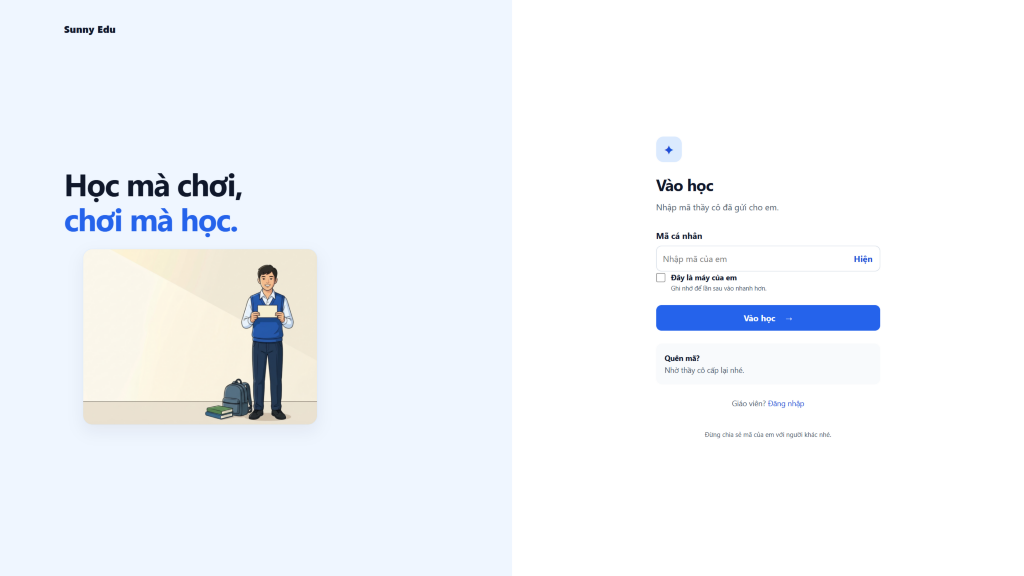 Sunny Edu
Học mà chơi,
chơi mà học.
Vào học
Nhập mã thầy cô đã gửi cho em.
Mã cá nhân
Nhập mã của em
Hiện
Đây là máy của em
Ghi nhớ để lần sau vào nhanh hơn.
Vào học →
Quên mã?
Nhờ thầy cô cấp lại nhé.
Giáo viên? Đăng nhập
Đừng chia sẻ mã của em với người khác nhé.